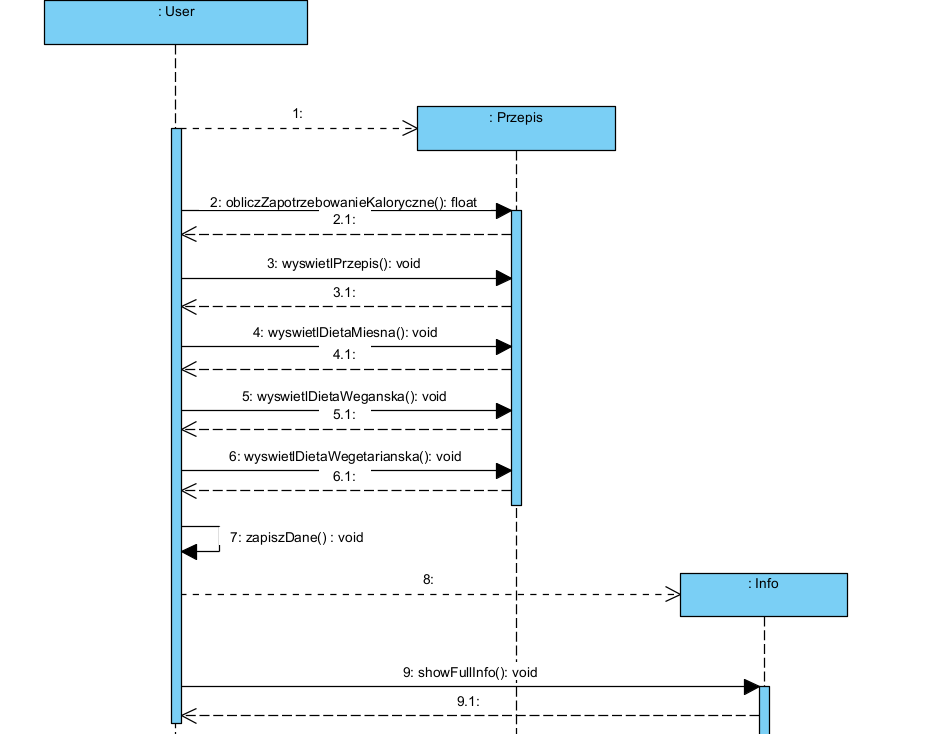 : User
1:
: Przepis
2: obliczZapotrzebowanieKaloryczne(): float
2.1:
3: wyswietlPrzepis(): void
3.1:
4: wyswietlDietaMiesna(): void
4.1:
5: wyswietlDietaWeganska(): void
5.1:
6: wyswietlDietaWegetarianska(): void
6.1:
7: zapiszDane() : void
8:
: Info
9: showFullInfo(): void
9.1: